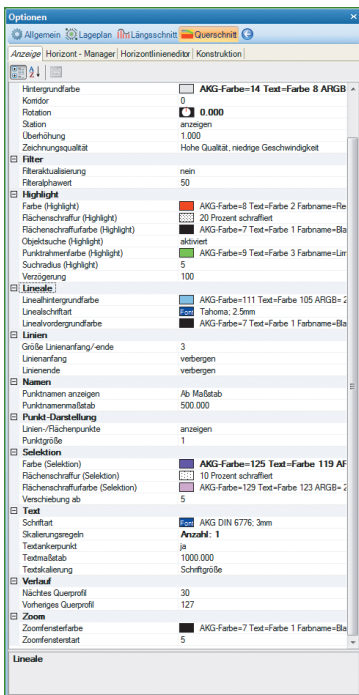 Optionen
Allgemein Lageplan Längsschnitt Querschnitt
Anzeige Horizont - Manager Horizontlinieneditor Konstruktion
Hintergrundfarbe AKG-Farbe=14 Text=Farbe 8 ARGB
Korridor 0
Rotation 0.000
Station anzeigen
Überhöhung 1.000
Zeichnungsqualität Hohe Qualität, niedrige Geschwindigkeit
Filter
Filteraktualisierung nein
Filteralphawert 50
Highlight
Farbe (Highlight) AKG-Farbe=8 Text=Farbe 2 Farbname=Re
Flächenschraffur (Highlight) 20 Prozent schraffiert
Flächenschraffurfarbe (Highlight) AKG-Farbe=7 Text=Farbe 1 Farbname=Bla
Objektsuche (Highlight) aktiviert
Punktrahmenfarbe (Highlight) AKG-Farbe=9 Text=Farbe 3 Farbname=Lim
Suchradius (Highlight) 5
Verzögerung 100
Lineale
Linealhintergrundfarbe AKG-Farbe=111 Text=Farbe 105 ARGB= 2
Linealschriftart Font Tahoma; 2.5mm
Linealvordergrundfarbe AKG-Farbe=7 Text=Farbe 1 Farbname=Bla
Linien
Größe Linienanfang/-ende 3
Linienanfang verbergen
Linienende verbergen
Namen
Punktnamen anzeigen Ab Maßstab
Punktnamenmaßstab 500.000
Punkt-Darstellung
Linien-/Flächenpunkte anzeigen
Punktgröße 1
Selektion
Farbe (Selektion) AKG-Farbe=125 Text=Farbe 119 AF
Flächenschraffur (Selektion) 10 Prozent schraffiert
Flächenschraffurfarbe (Selektion) AKG-Farbe=129 Text=Farbe 123 ARGB= 2
Verschiebung ab 5
Text
Schriftart Font AKG DIN 6776; 3mm
Skalierungsregeln Anzahl: 1
Textankerpunkt ja
Textmaßstab 1000.000
Textskalierung Schriftgröße
Verlauf
Nächtes Querprofil 30
Vorheriges Querprofil 127
Zoom
Zoomfensterfarbe AKG-Farbe=7 Text=Farbe 1 Farbname=Bla
Zoomfensterstart 5
Lineale